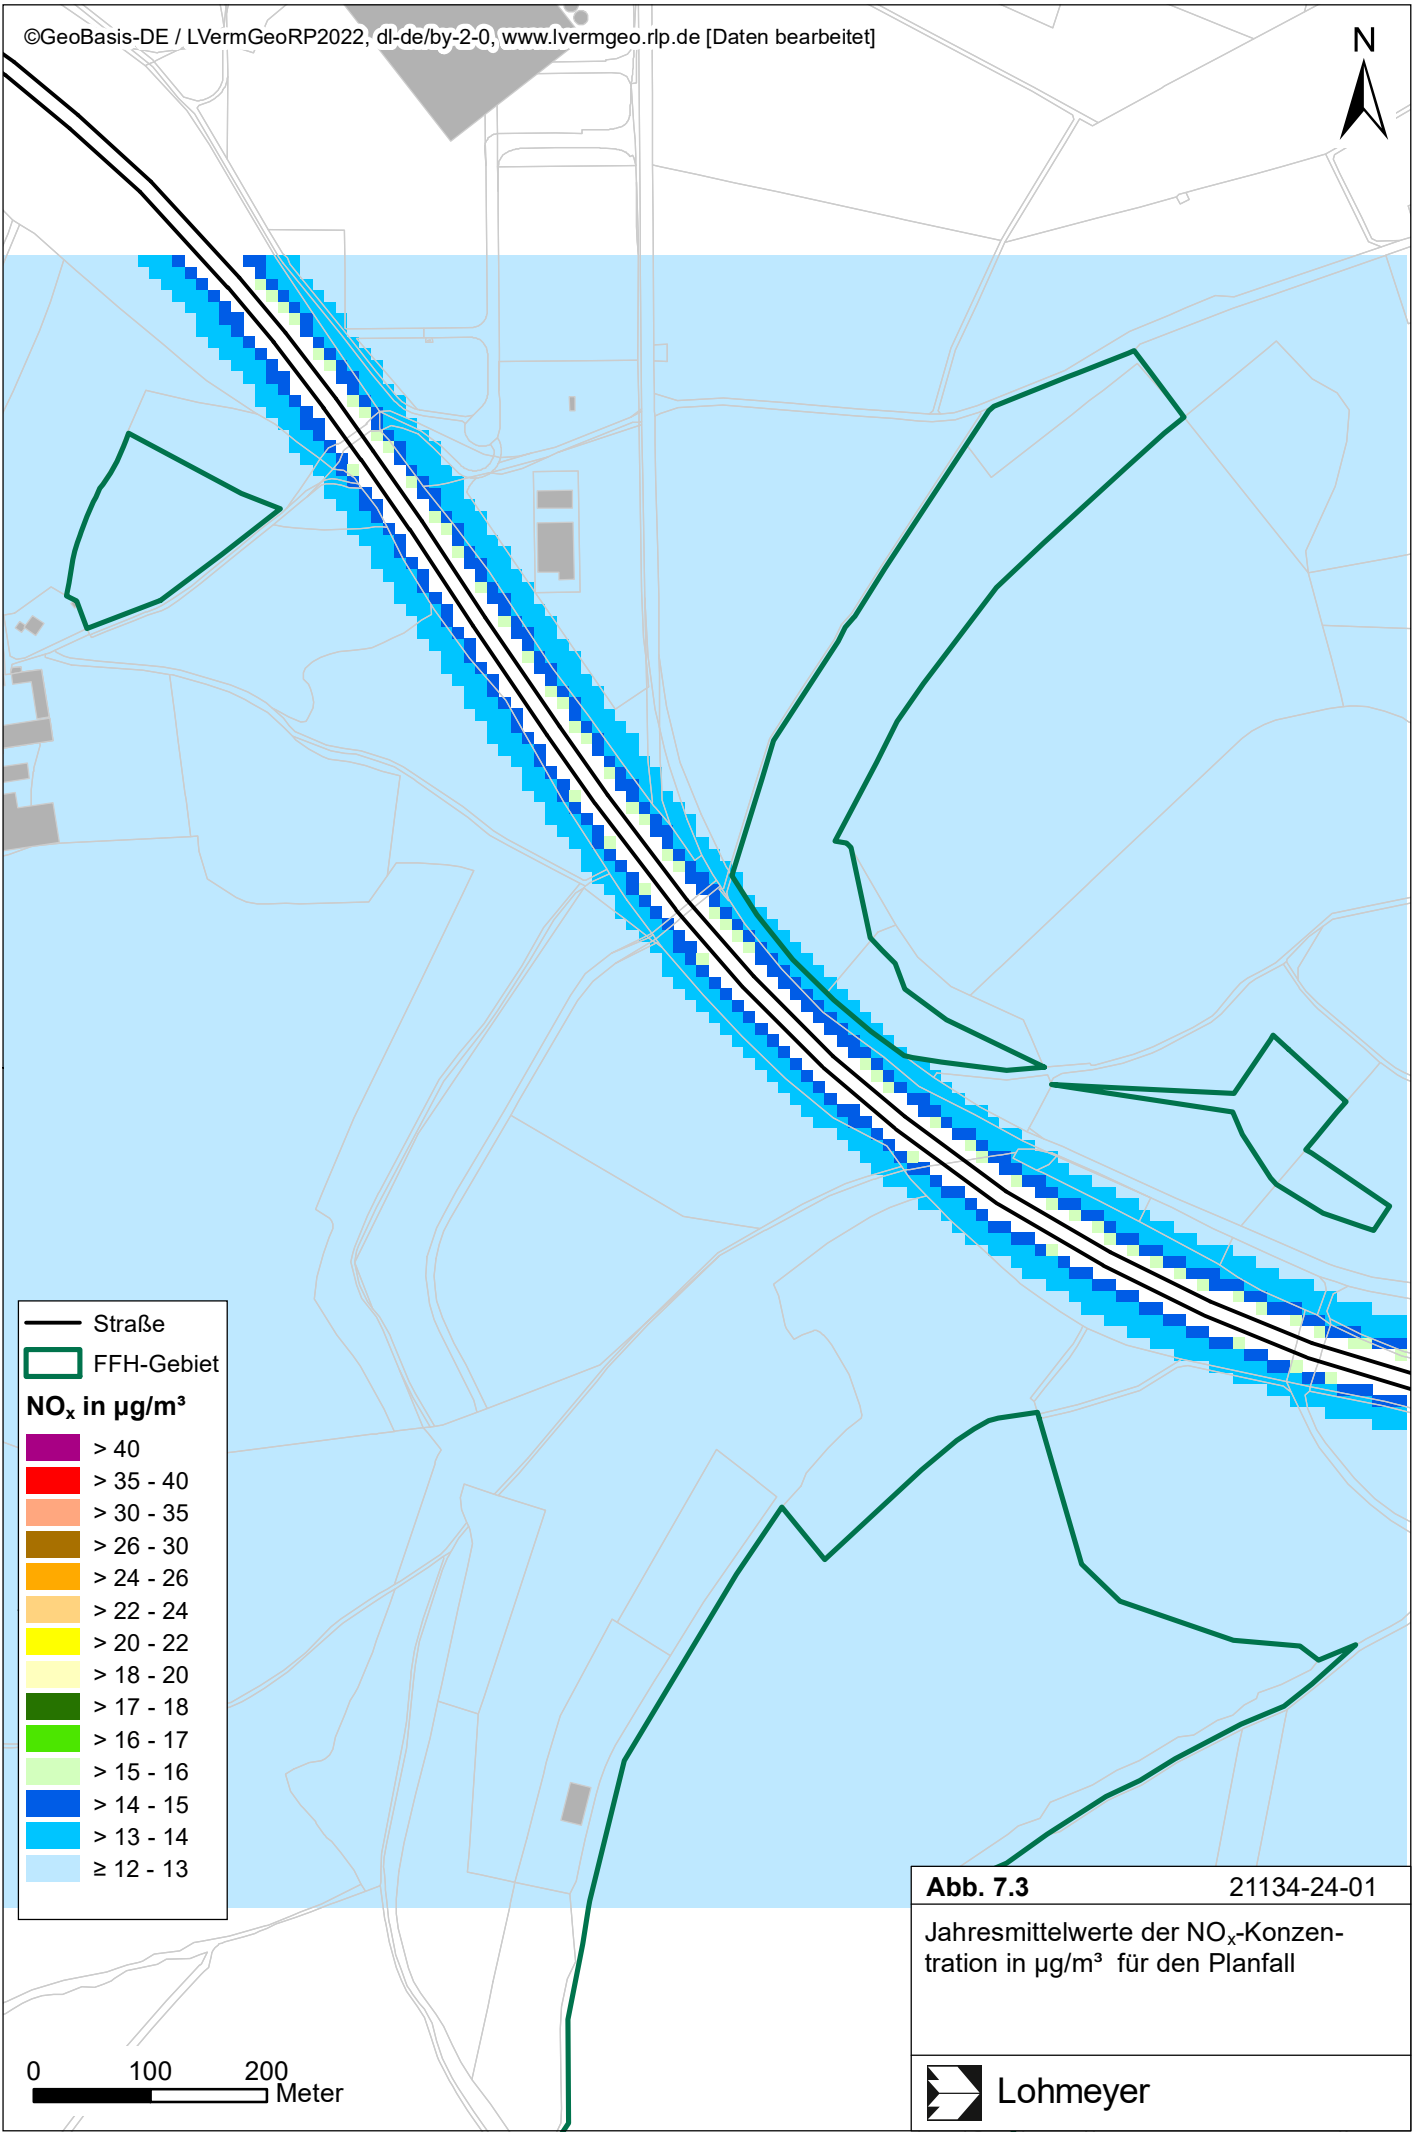 ©GeoBasis-DE / LVermGeoRP2022, dl-de/by-2-0, www.lvermgeo.rlp.de [Daten bearbeitet]
N
Straße
FFH-Gebiet
NOₓ in µg/m³
> 40
> 35 - 40
> 30 - 35
> 26 - 30
> 24 - 26
> 22 - 24
> 20 - 22
> 18 - 20
> 17 - 18
> 16 - 17
> 15 - 16
> 14 - 15
> 13 - 14
≥ 12 - 13
0 100 200
Meter
Abb. 7.3 21134-24-01
Jahresmittelwerte der NOₓ-Konzen-
tration in µg/m³ für den Planfall
Lohmeyer